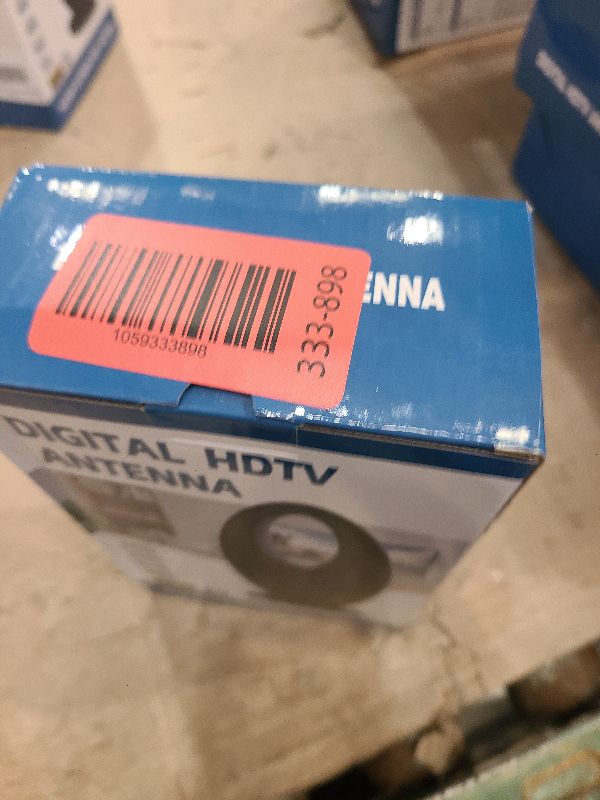 ENNA
1059333898
333-898
DIGITAL HDTV
ANTENNA